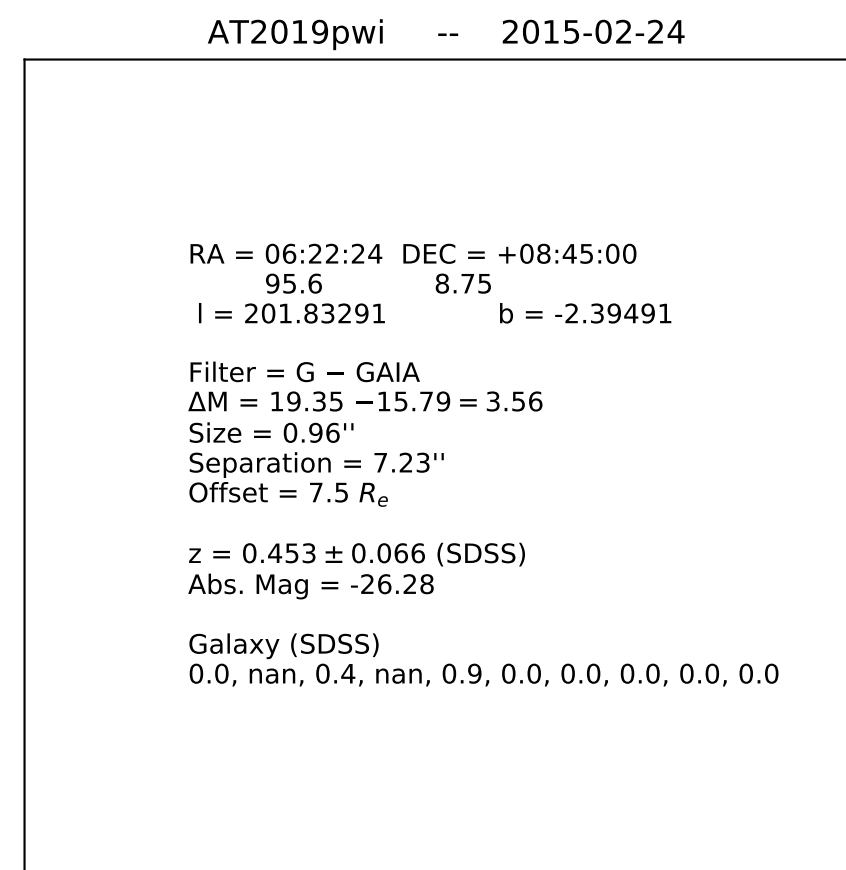 AT2019pwi -- 2015-02-24
RA = 06:22:24 DEC = +08:45:00
95.6 8.75
l = 201.83291 b = -2.39491
Filter = G − GAIA
ΔM = 19.35 −15.79 = 3.56
Size = 0.96''
Separation = 7.23''
Offset = 7.5 Rₑ
z = 0.453 ± 0.066 (SDSS)
Abs. Mag = -26.28
Galaxy (SDSS)
0.0, nan, 0.4, nan, 0.9, 0.0, 0.0, 0.0, 0.0, 0.0